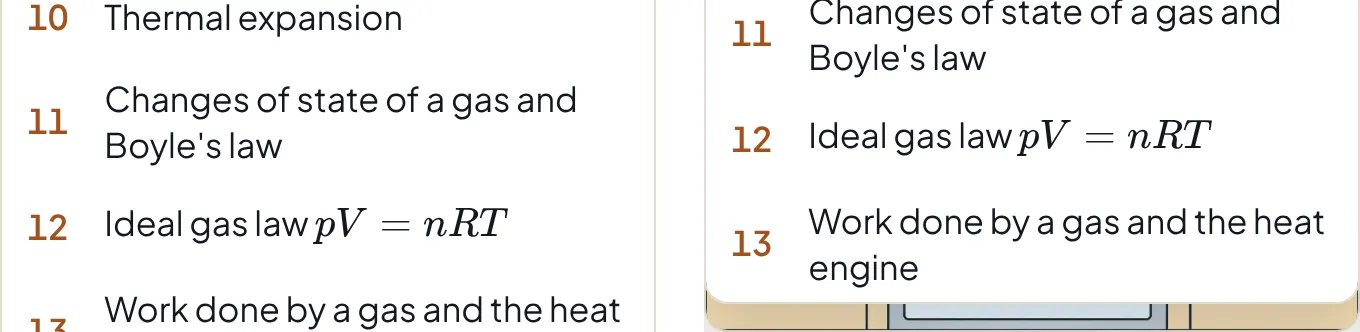 10 Thermal expansion
11 Changes of state of a gas and
Boyle's law
12 Ideal gas law pV = nRT
13 Work done by a gas and the heat
Changes of state of a gas and
11 Boyle's law
12 Ideal gas law pV = nRT
13 Work done by a gas and the heat
engine